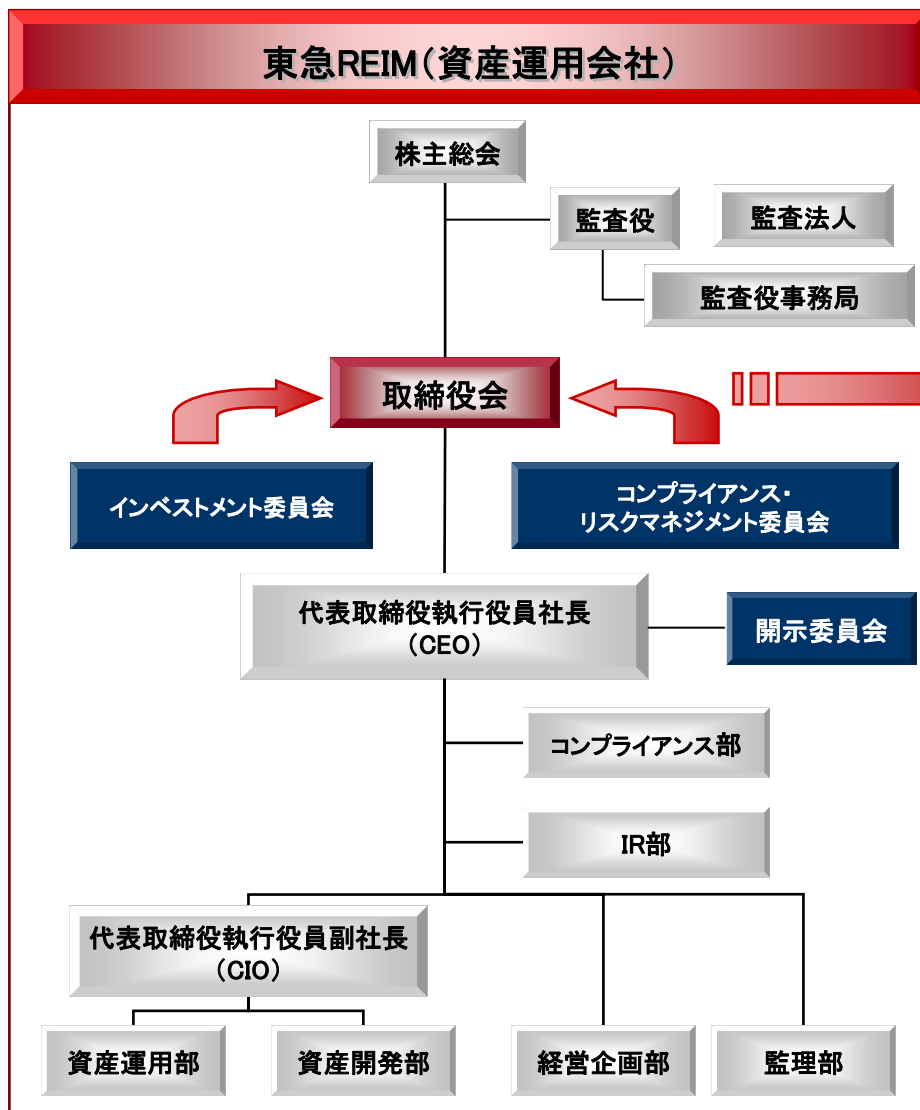 東急REIM(資産運用会社)
株主総会
監査役
監査法人
監査役事務局
取締役会
インベストメント委員会
コンプライアンス・
リスクマネジメント委員会
代表取締役執行役員社長
(CEO)
開示委員会
コンプライアンス部
IR部
代表取締役執行役員副社長
(CIO)
資産運用部
資産開発部
経営企画部
監理部